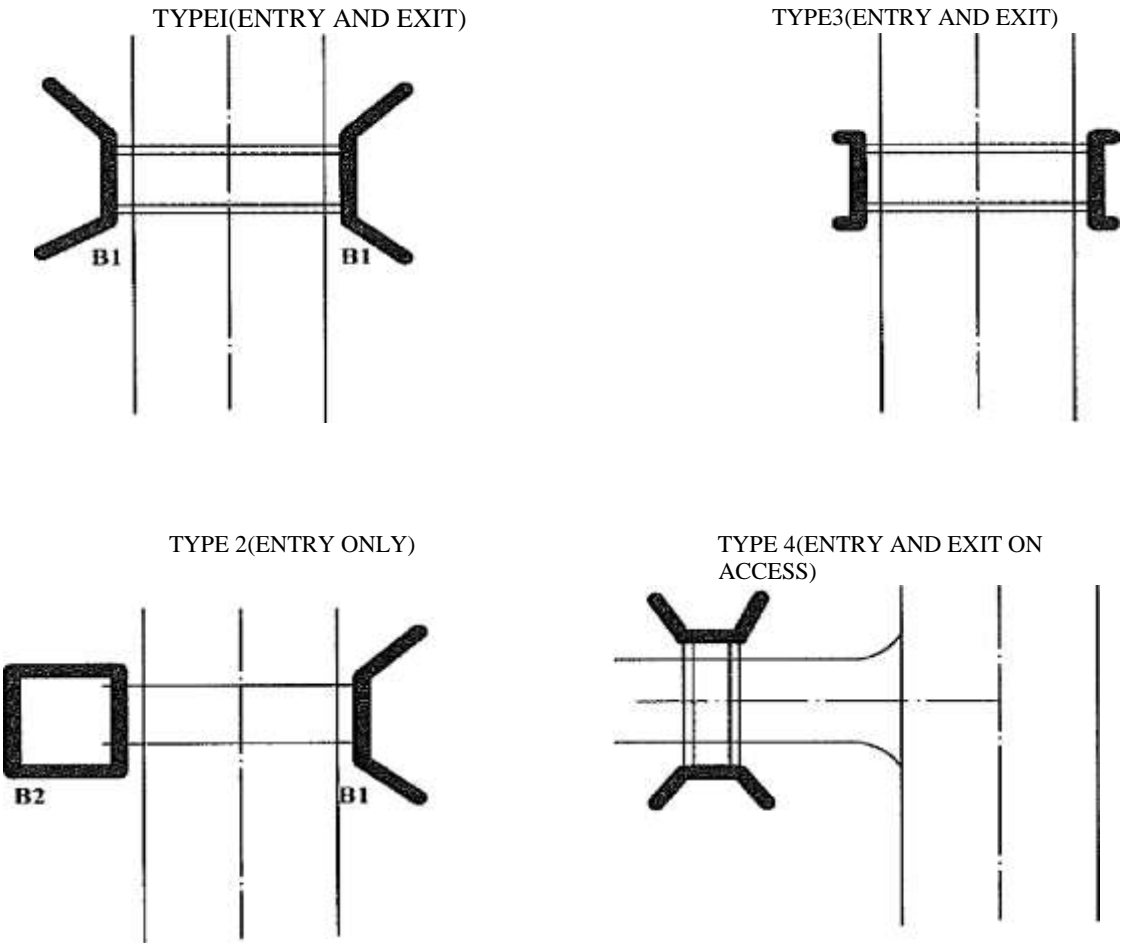 TYPEI(ENTRY AND EXIT)
TYPE3(ENTRY AND EXIT)
B1
B1
TYPE 2(ENTRY ONLY)
TYPE 4(ENTRY AND EXIT ON
ACCESS)
B2
B1